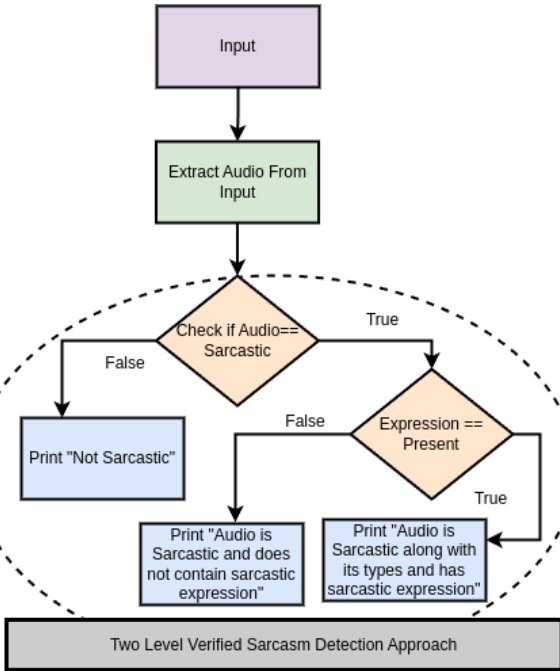 Input
Extract Audio From
Input
Check if Audio==
Sarcastic
True
False
Print "Not Sarcastic"
Expression ==
Present
False
True
Print "Audio is
Sarcastic and does
not contain sarcastic
expression"
Print "Audio is
Sarcastic along with
its types and has
sarcastic expression"
Two Level Verified Sarcasm Detection Approach